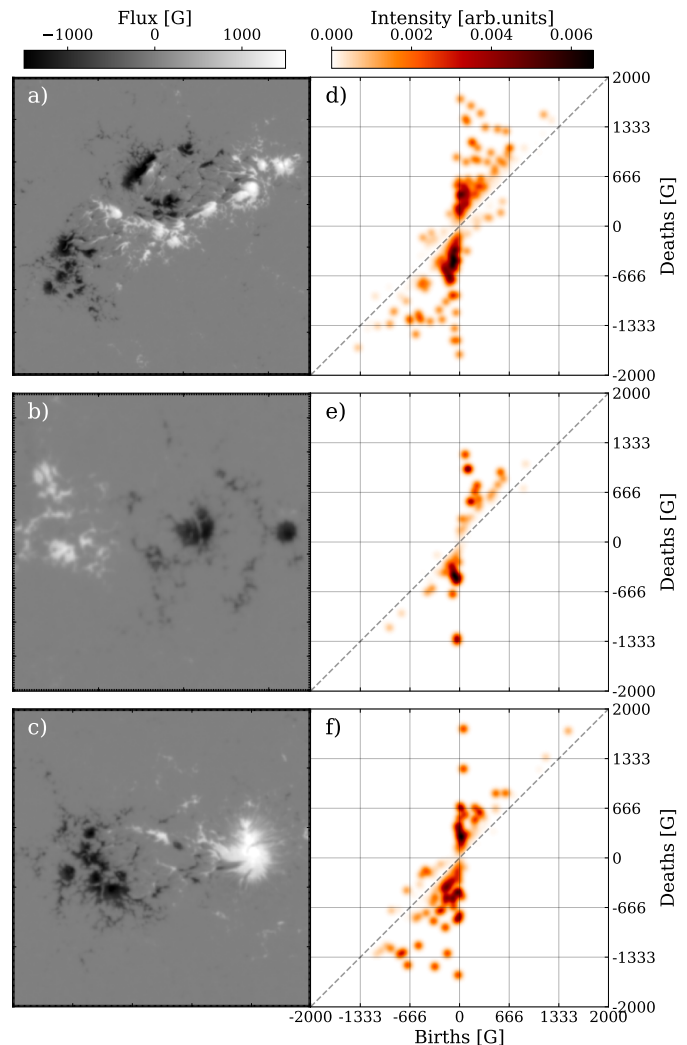 Flux [G]
Intensity [arb.units]
−1000 0 1000
0.000 0.002 0.004 0.006
a)
d)
2000
1333
666
0
-666
-1333
-2000
Deaths [G]
b)
e)
2000
1333
666
0
-666
-1333
-2000
Deaths [G]
c)
f)
2000
1333
666
0
-666
-1333
-2000
Deaths [G]
-2000 -1333 -666 0 666 1333 2000
Births [G]